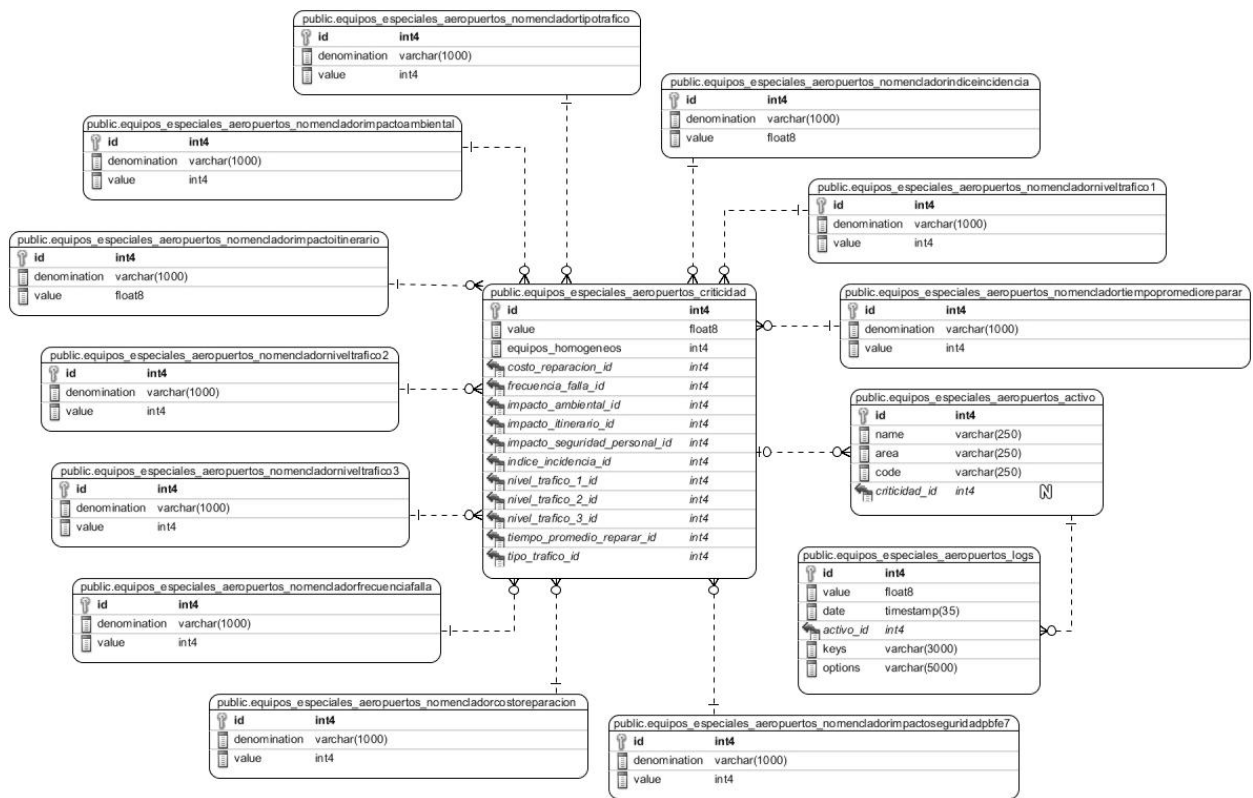 public.equipos_especiales_aeropuertos_nomencladortipotrafico
id int4
denomination varchar(1000)
value int4
public.equipos_especiales_aeropuertos_nomencladorindiceincidencia
id int4
denomination varchar(1000)
value float8
public.equipos_especiales_aeropuertos_nomencladorimpactoambiental
id int4
denomination varchar(1000)
value int4
public.equipos_especiales_aeropuertos_nomencladorniveltrafico1
id int4
denomination varchar(1000)
value int4
public.equipos_especiales_aeropuertos_nomencladorimpactoitinerario
id int4
denomination varchar(1000)
value float8
public.equipos_especiales_aeropuertos_criticidad
id int4
value float8
equipos_homogeneos int4
costo_reparacion_id int4
frecuencia_falla_id int4
impacto_ambiental_id int4
impacto_itinerario_id int4
impacto_seguridad_personal_id int4
indice_incidencia_id int4
nivel_trafico_1_id int4
nivel_trafico_2_id int4
nivel_trafico_3_id int4
tiempo_promedio_reparar_id int4
tipo_trafico_id int4
public.equipos_especiales_aeropuertos_nomencladortiempopromedioreparar
id int4
denomination varchar(1000)
value int4
public.equipos_especiales_aeropuertos_nomencladorniveltrafico2
id int4
denomination varchar(1000)
value int4
public.equipos_especiales_aeropuertos_activo
id int4
name varchar(250)
area varchar(250)
code varchar(250)
criticidad_id int4 N
public.equipos_especiales_aeropuertos_nomencladorniveltrafico3
id int4
denomination varchar(1000)
value int4
public.equipos_especiales_aeropuertos_logs
id int4
value float8
date timestamp(35)
activo_id int4
keys varchar(3000)
options varchar(5000)
public.equipos_especiales_aeropuertos_nomencladorfrecuenciafalla
id int4
denomination varchar(1000)
value int4
public.equipos_especiales_aeropuertos_nomencladorcostoreparacion
id int4
denomination varchar(1000)
value int4
public.equipos_especiales_aeropuertos_nomencladorimpactoseguridadpbfe7
id int4
denomination varchar(1000)
value int4